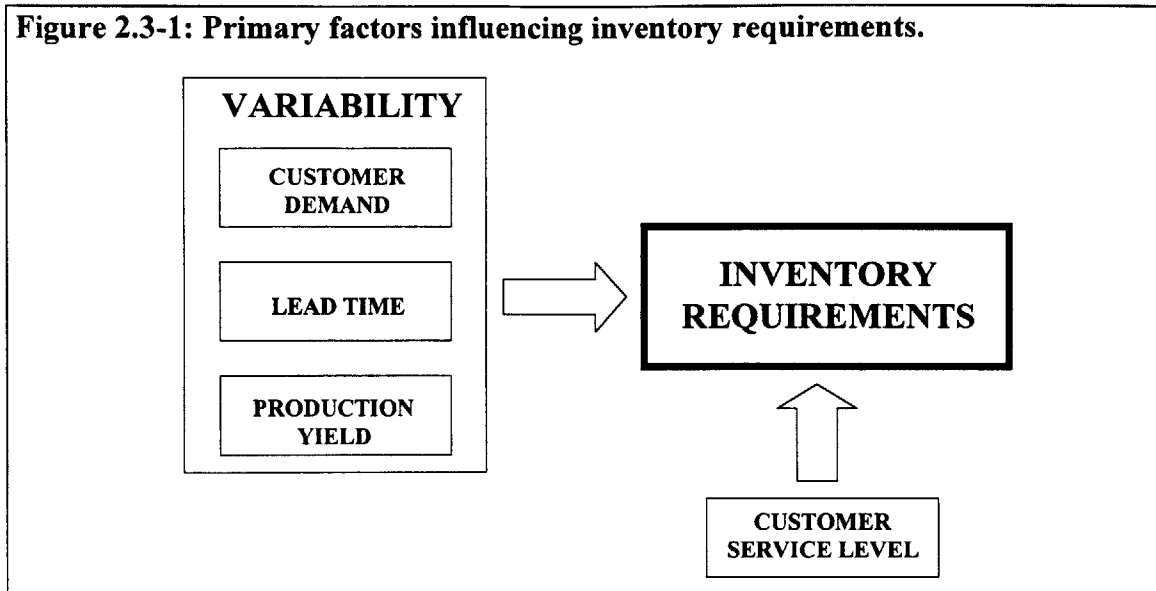 Figure 2.3-1: Primary factors influencing inventory requirements.
VARIABILITY
CUSTOMER
DEMAND
LEAD TIME
PRODUCTION
YIELD
INVENTORY
REQUIREMENTS
CUSTOMER
SERVICE LEVEL